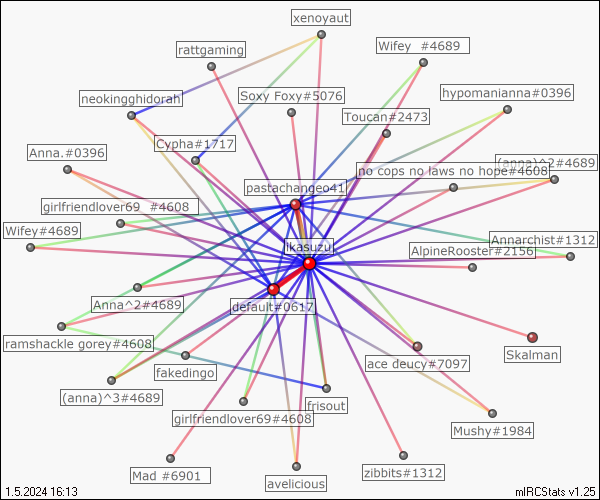 xenoyaut
rattgaming
Wifey  #4689
neokingghidorah
Soxy Foxy#5076
hypomanianna#0396
Toucan#2473
Cypha#1717
Anna.#0396
(anna)^2#4689
no cops no laws no hope#4608
pastachangeo41
girlfriendlover69  #4608
Wifey#4689
lkasuzu
Annarchist#1312
AlpineRooster#2156
Anna^2#4689
default#0617
ramshackle gorey#4608
Skalman
ace deucy#7097
fakedingo
(anna)^3#4689
frisout
girlfriendlover69#4608
Mushy#1984
Mad #6901
avelicious
zibbits#1312
1.5.2024 16:13
mIRCStats v1.25